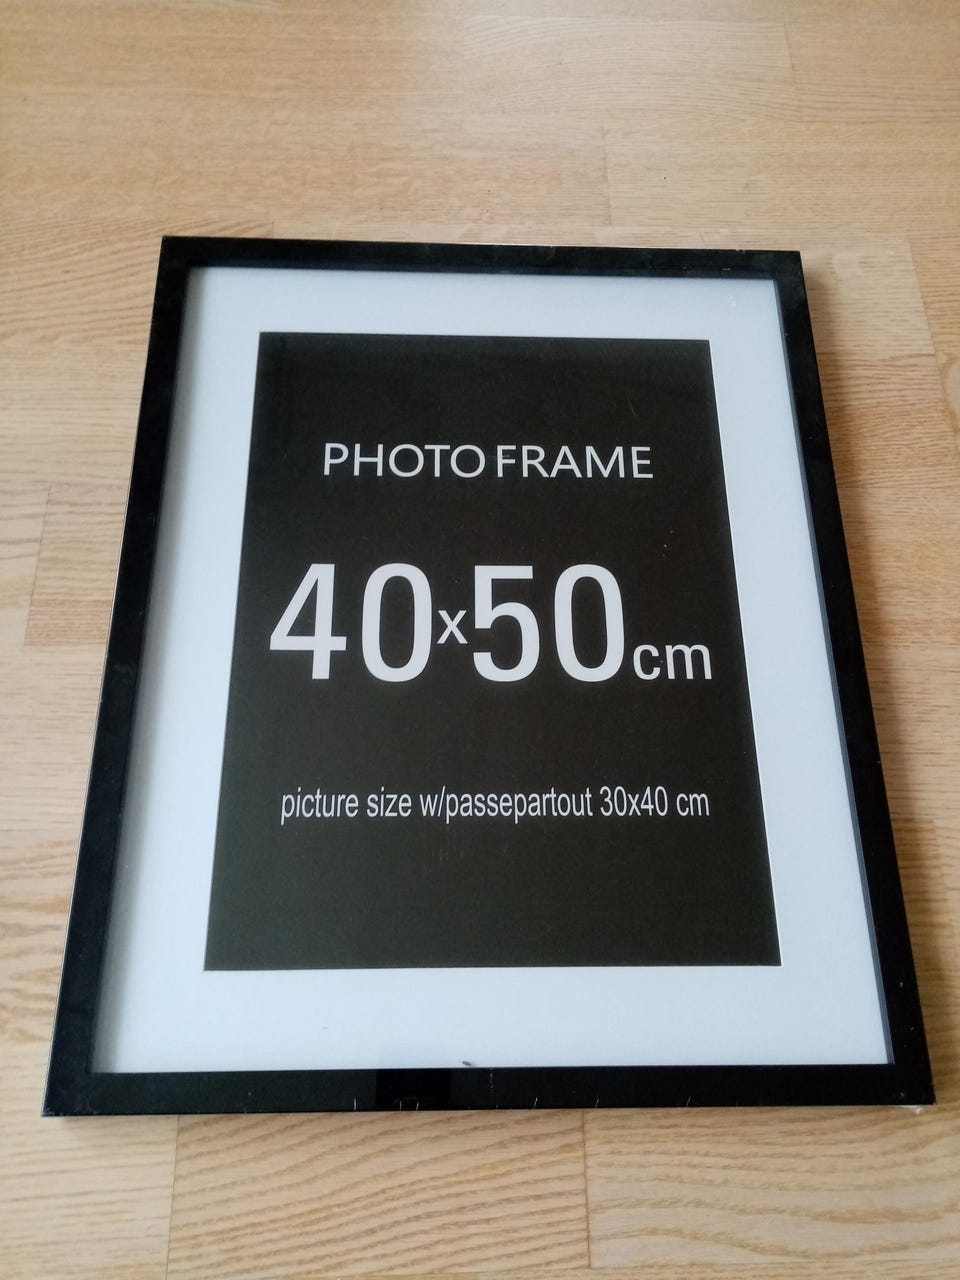 PHOTO FRAME
40x50cm
picture size w/passepartout 30x40 cm